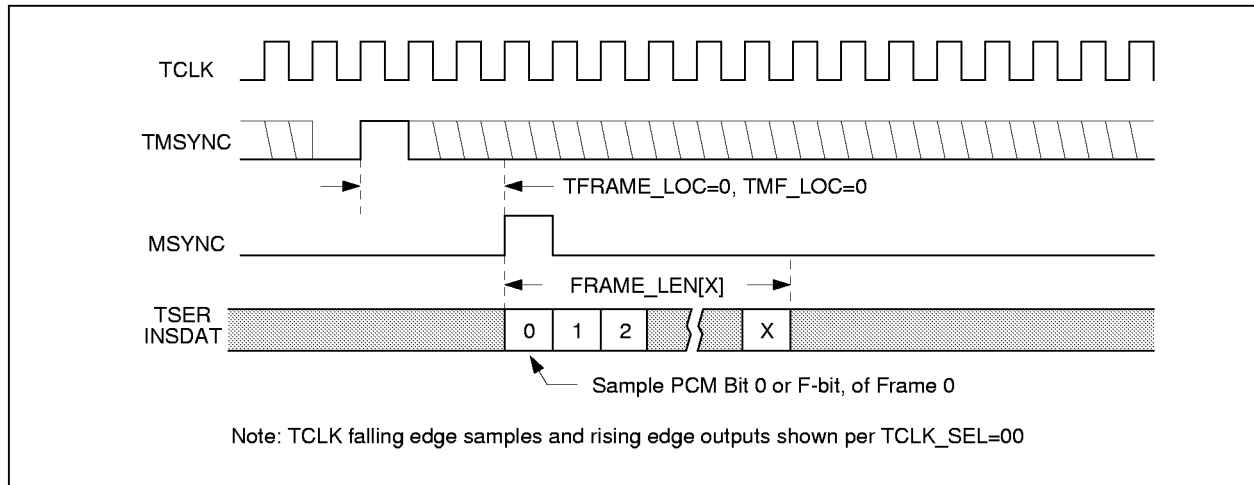 TCLK
TMSYNC
TFRAME_LOC=0, TMF_LOC=0
MSYNC
FRAME_LEN[X]
TSER
INSDAT
0 1 2 X
Sample PCM Bit 0 or F-bit, of Frame 0
Note: TCLK falling edge samples and rising edge outputs shown per TCLK_SEL=00